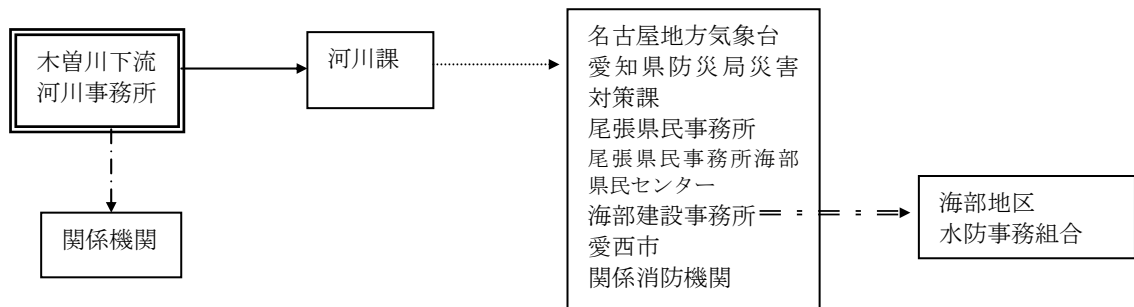 木曽川下流
河川事務所
関係機関
河川課
名古屋地方気象台
愛知県防災局災害
対策課
尾張県民事務所
尾張県民事務所海部
県民センター
海部建設事務所
愛西市
関係消防機関
海部地区
水防事務組合